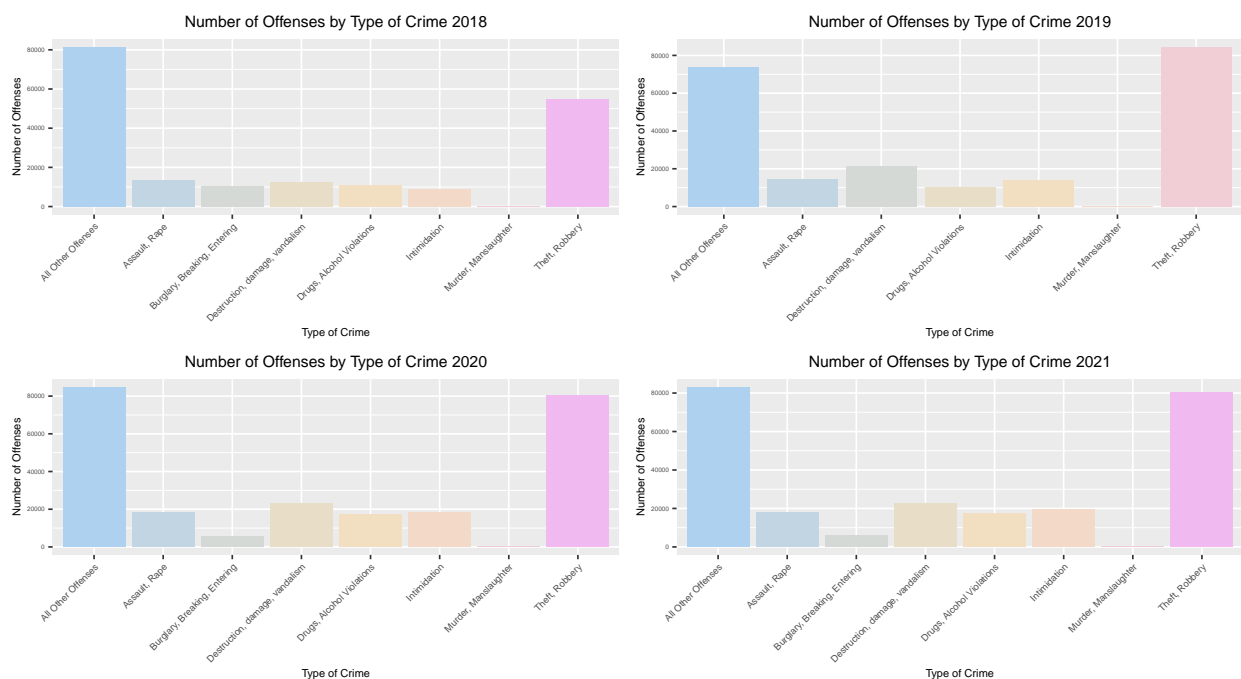 Number of Offenses by Type of Crime 2018
Number of Offenses
80000
60000
40000
20000
0
All Other Offenses
Assault, Rape
Burglary, Breaking, Entering
Destruction, damage, vandalism
Drugs, Alcohol Violations
Intimidation
Murder, Manslaughter
Theft, Robbery
Type of Crime
Number of Offenses by Type of Crime 2019
Number of Offenses
80000
60000
40000
20000
0
All Other Offenses
Assault, Rape
Destruction, damage, vandalism
Drugs, Alcohol Violations
Intimidation
Murder, Manslaughter
Theft, Robbery
Type of Crime
Number of Offenses by Type of Crime 2020
Number of Offenses
80000
60000
40000
20000
0
All Other Offenses
Assault, Rape
Burglary, Breaking, Entering
Destruction, damage, vandalism
Drugs, Alcohol Violations
Intimidation
Murder, Manslaughter
Theft, Robbery
Type of Crime
Number of Offenses by Type of Crime 2021
Number of Offenses
80000
60000
40000
20000
0
All Other Offenses
Assault, Rape
Burglary, Breaking, Entering
Destruction, damage, vandalism
Drugs, Alcohol Violations
Intimidation
Murder, Manslaughter
Theft, Robbery
Type of Crime